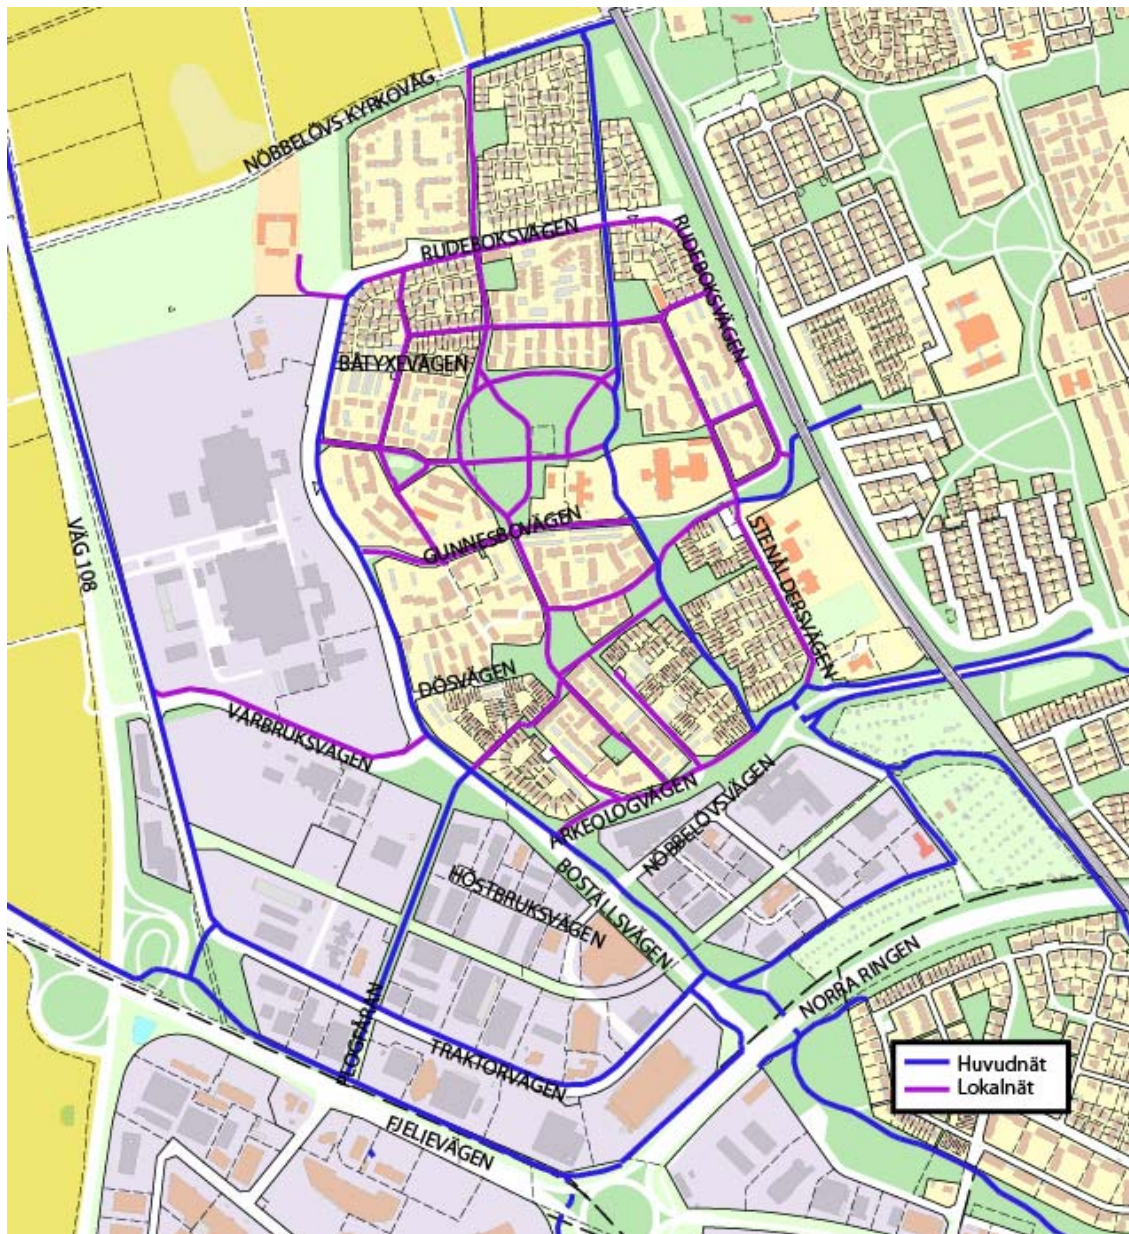 NÖBBELÖVS KYRKOVÄG
RUDEBOKSVÄGEN
RUDEBOKSVÄGEN
BÅTYXEVÄGEN
GUNNESBOVÄGEN
VÄG 108
STENÅLDERSVÄGEN
DÖSVÄGEN
VÅRBRUKSVÄGEN
ARKEOLOGVÄGEN
NÖBBELÖVSVÄGEN
HÖSTBRUKSVÄGEN
BOSTÄLLSVÄGEN
NORRA RINGEN
PLOGFÅRAN
TRAKTORVÄGEN
FJELIEVÄGEN
Huvudnät
Lokalnät